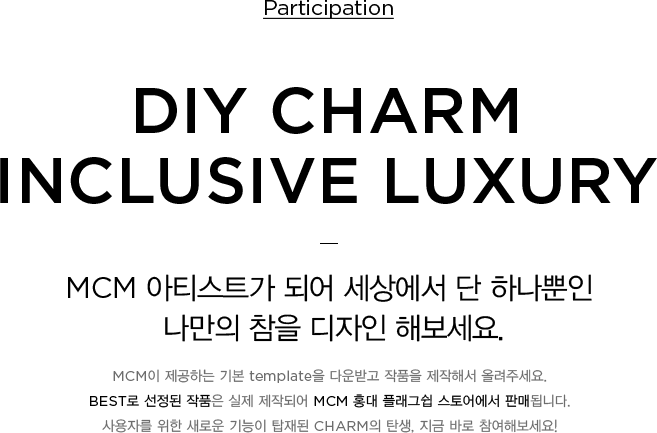 Participation
DIY CHARM
INCLUSIVE LUXURY
MCM 아티스트가 되어 세상에서 단 하나뿐인
나만의 참을 디자인 해보세요.
MCM이 제공하는 기본 template을 다운받고 작품을 제작해서 올려주세요.
BEST로 선정된 작품은 실제 제작되어 MCM 홍대 플래그쉽 스토어에서 판매됩니다.
사용자를 위한 새로운 기능이 탑재된 CHARM의 탄생, 지금 바로 참여해보세요!